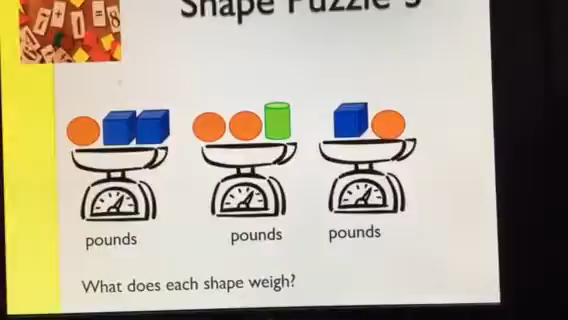 Shape Puzzle 3
pounds pounds pounds
What does each shape weigh?